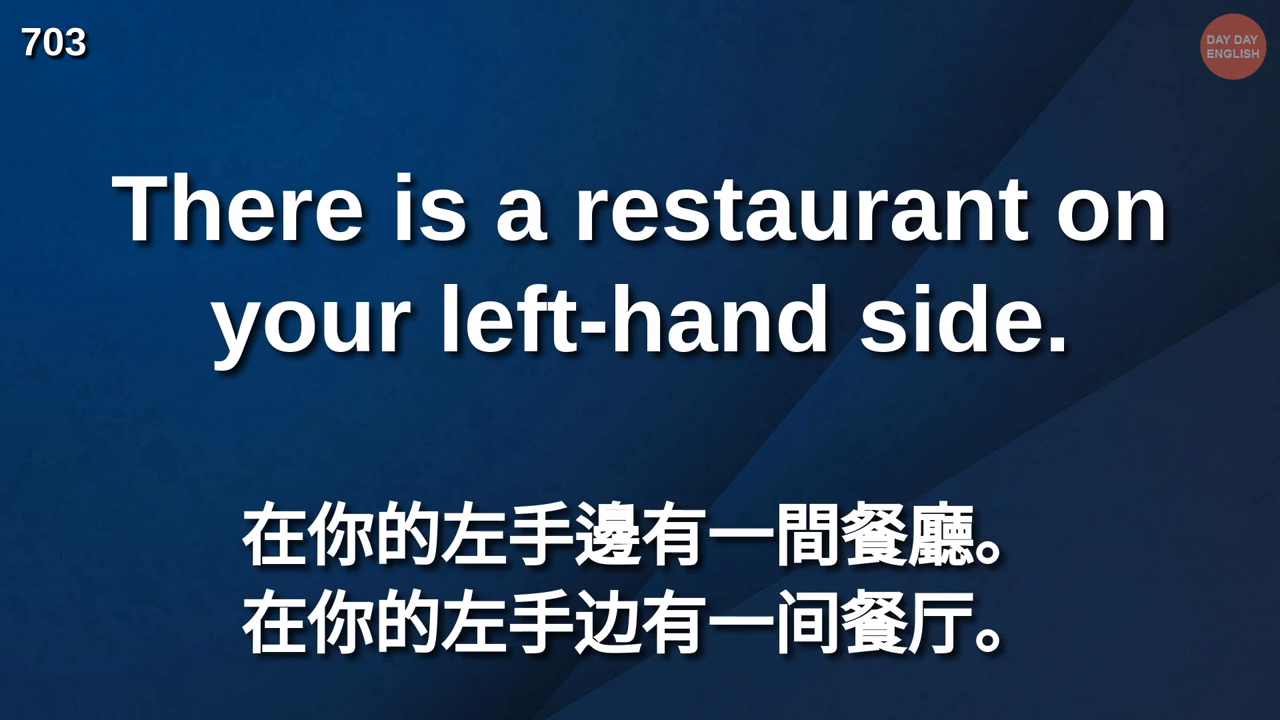 703
DAY DAY
ENGLISH
There is a restaurant on
your left-hand side.
在你的左手邊有一間餐廳。
在你的左手边有一间餐厅。